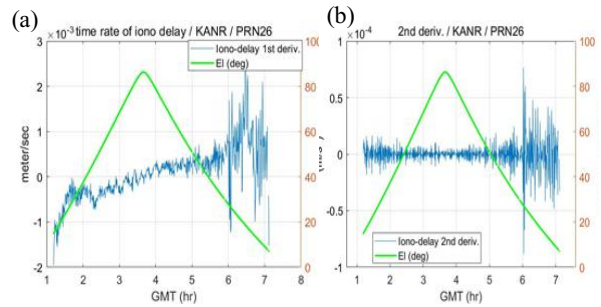 (a)
×10⁻³ time rate of iono delay / KANR / PRN26
Iono-delay 1st deriv.
El (deg)
meter/sec
3
2
1
0
-1
-2
100
80
60
40
20
0
1 2 3 4 5 6 7 8
GMT (hr)
(b)
×10⁻⁴
2nd deriv. / KANR / PRN26
1
0.5
0
-0.5
-1
100
80
60
40
20
0
Iono-delay 2nd deriv.
El (deg)
1 2 3 4 5 6 7
GMT (hr)